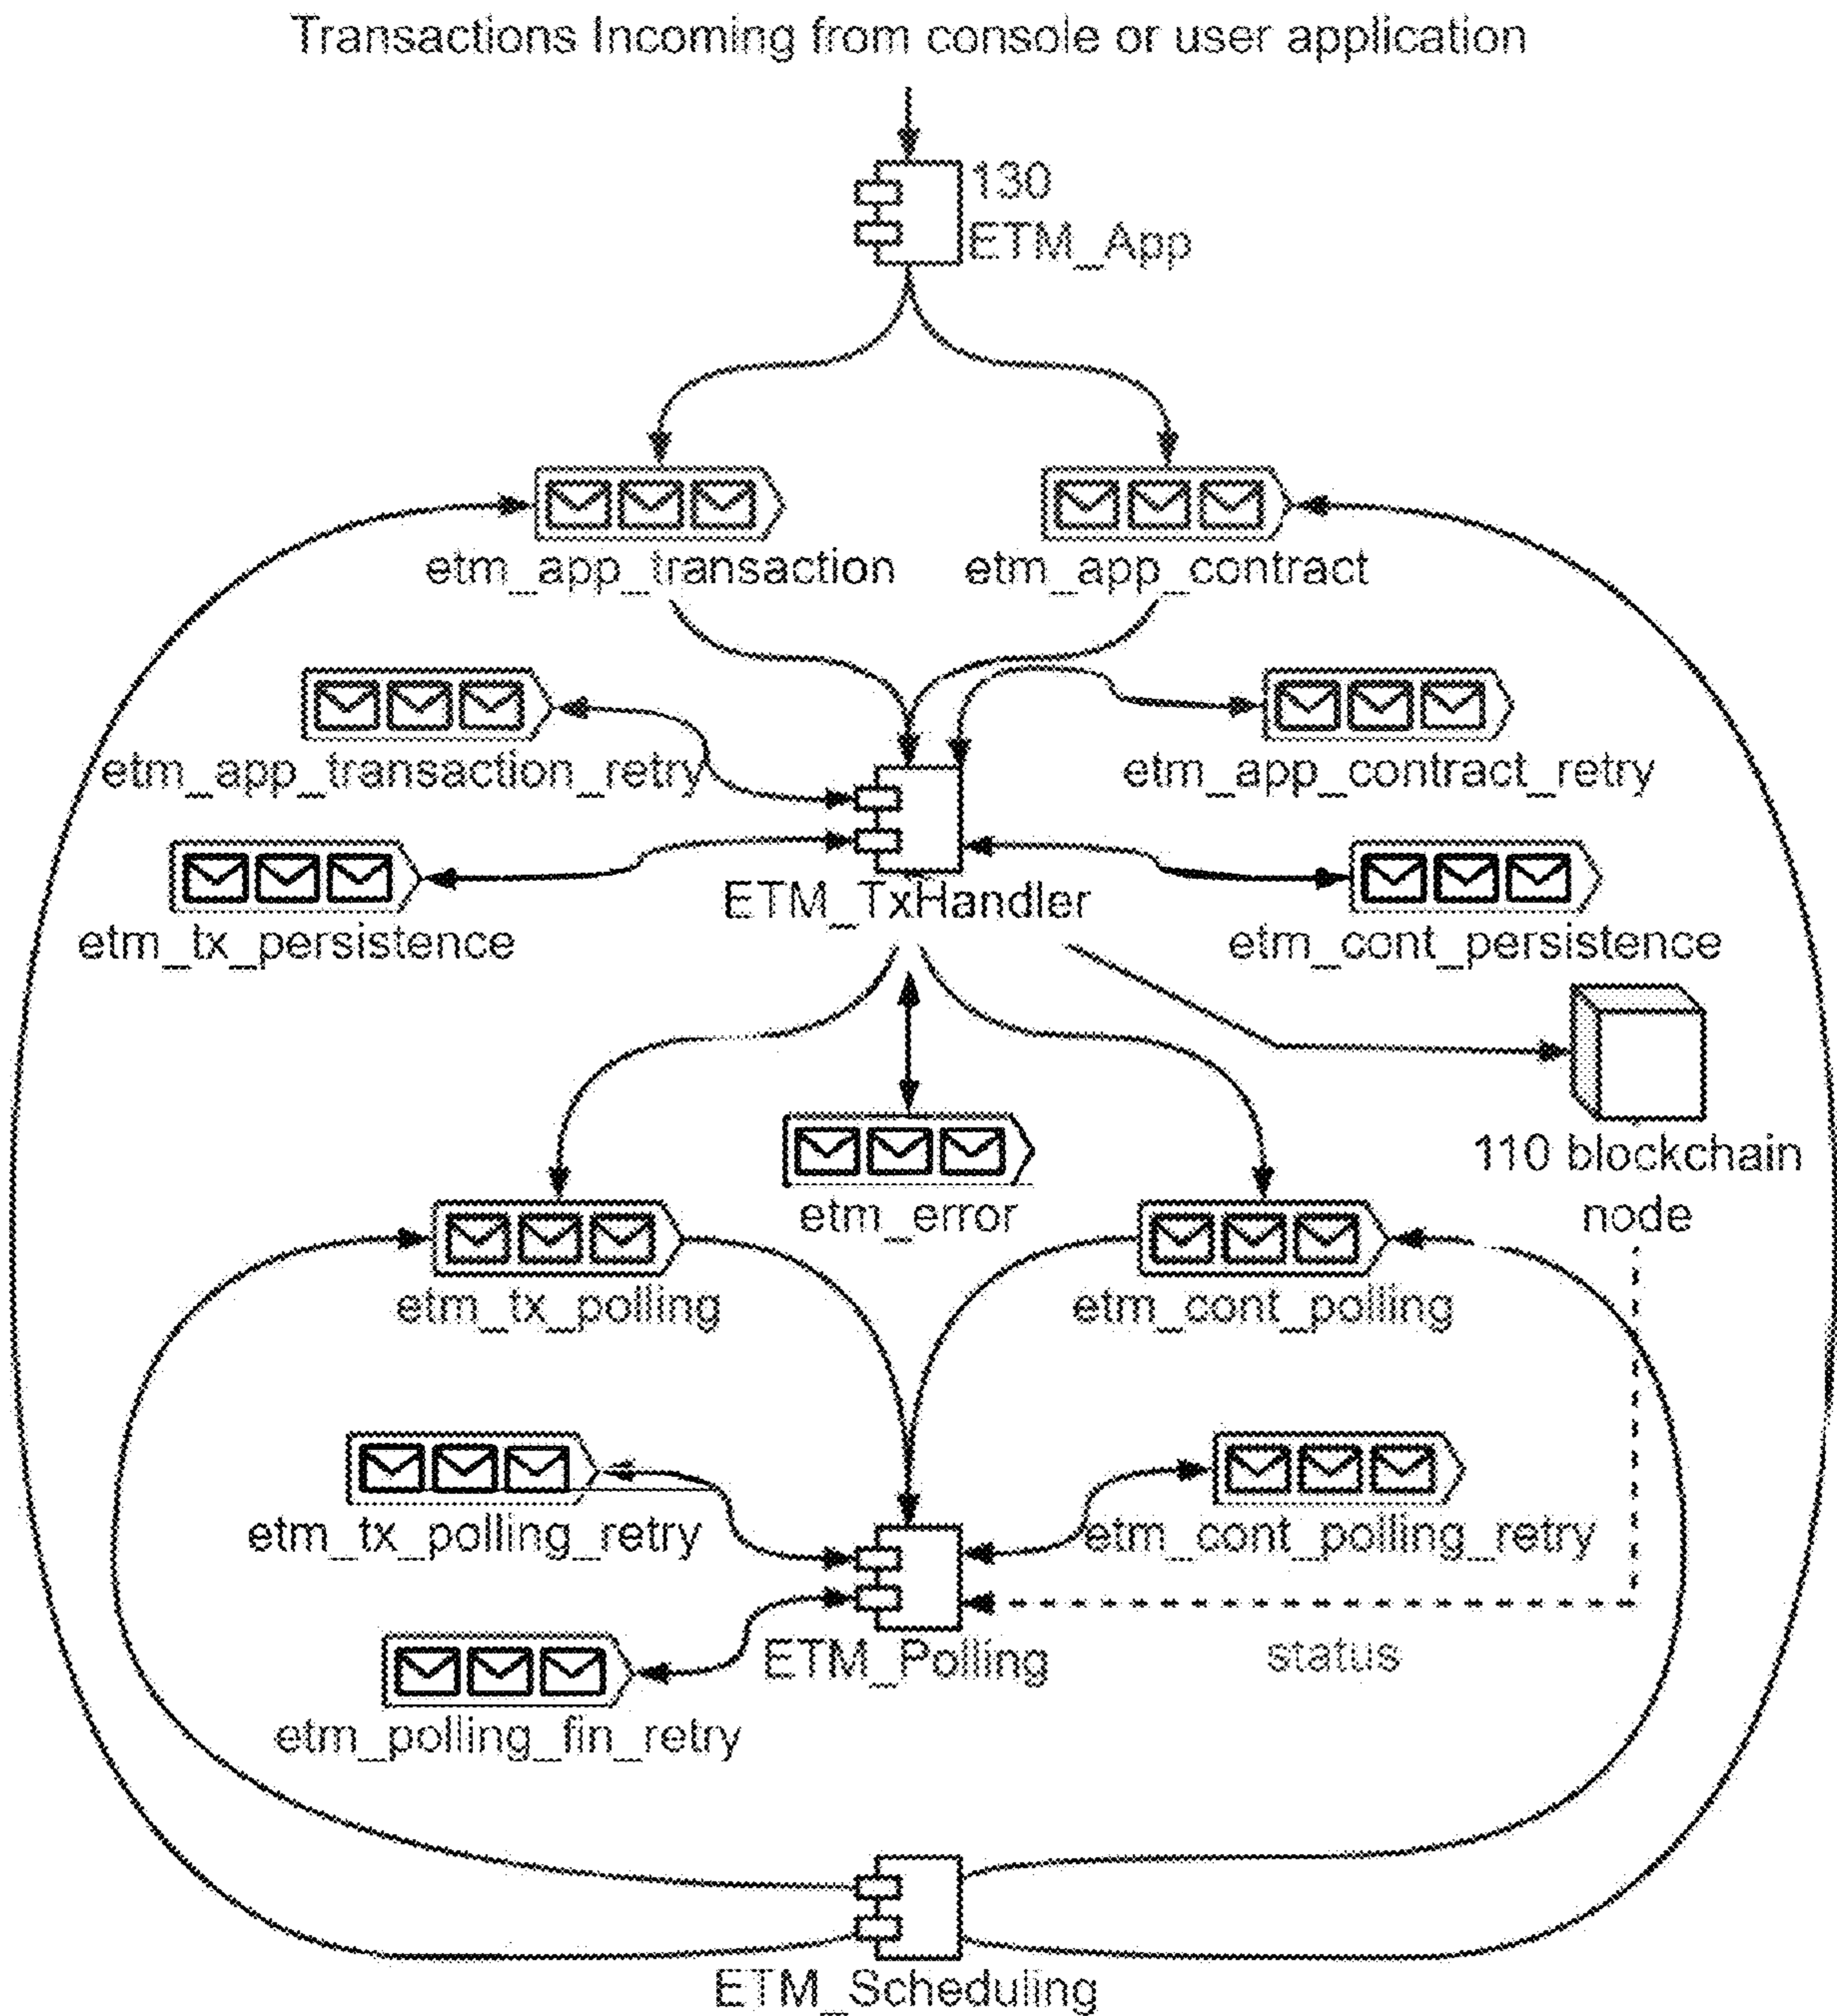 Transactions Incoming from console or user application
130
ETM_App
etm_app_transaction
etm_app_contract
etm_app_transaction_retry
etm_app_contract_retry
ETM_TxHandler
etm_tx_persistence
etm_cont_persistence
110 blockchain
node
etm_error
etm_tx_polling
etm_cont_polling
etm_tx_polling_retry
etm_cont_polling_retry
ETM_Polling
status
etm_polling_fin_retry
ETM_Scheduling